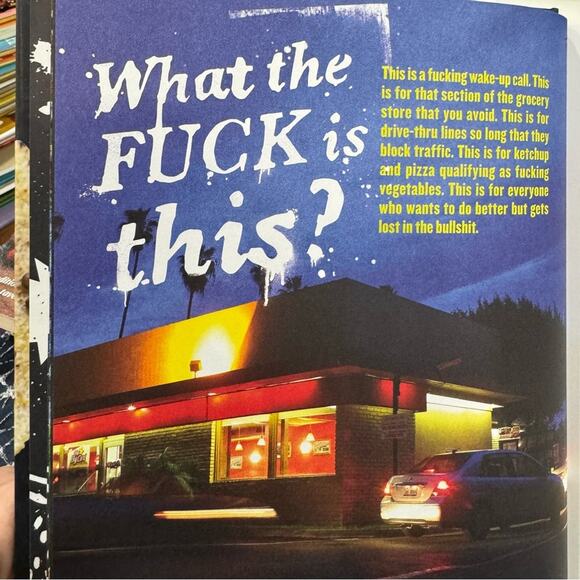 What the
FUCK is
this?
This is a fucking wake-up call. This
is for that section of the grocery
store that you avoid. This is for
drive-thru lines so long that they
block traffic. This is for ketchup
and pizza qualifying as fucking
vegetables. This is for everyone
who wants to do better but gets
lost in the bullshit.